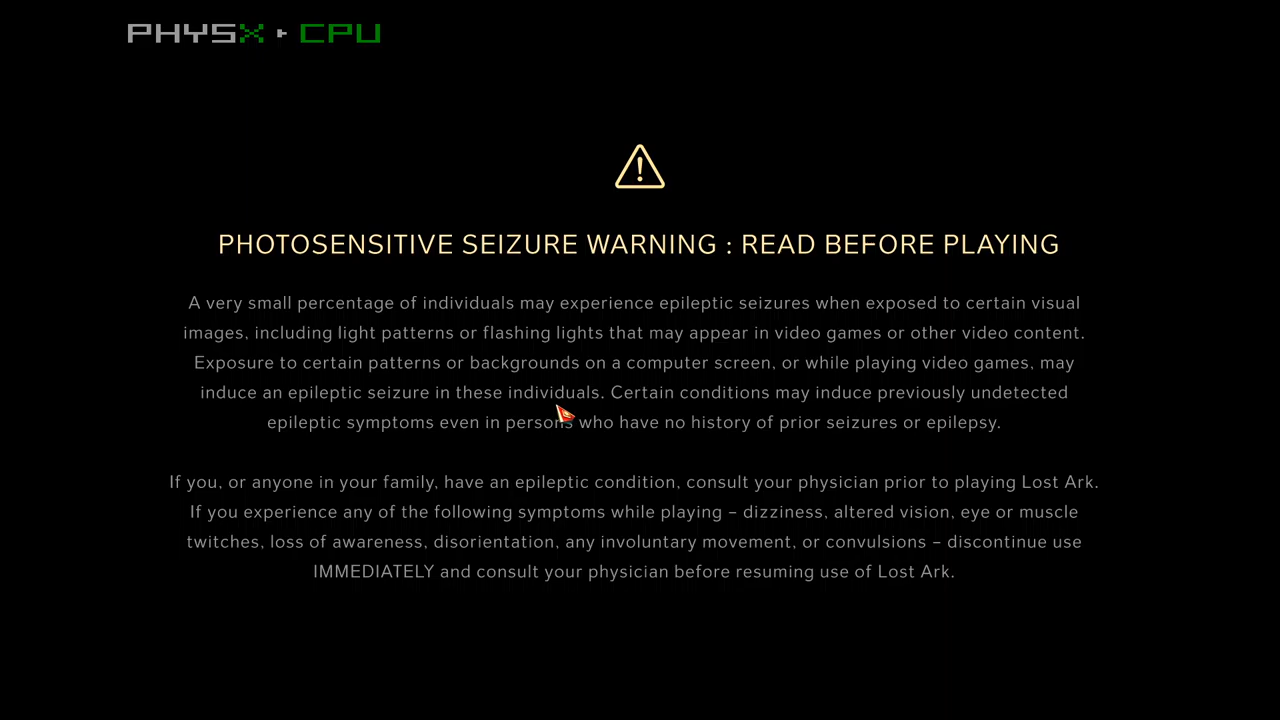 PHYSX ‣ CPU
PHOTOSENSITIVE SEIZURE WARNING : READ BEFORE PLAYING
A very small percentage of individuals may experience epileptic seizures when exposed to certain visual
images, including light patterns or flashing lights that may appear in video games or other video content.
Exposure to certain patterns or backgrounds on a computer screen, or while playing video games, may
induce an epileptic seizure in these individuals. Certain conditions may induce previously undetected
epileptic symptoms even in persons who have no history of prior seizures or epilepsy.
If you, or anyone in your family, have an epileptic condition, consult your physician prior to playing Lost Ark.
If you experience any of the following symptoms while playing – dizziness, altered vision, eye or muscle
twitches, loss of awareness, disorientation, any involuntary movement, or convulsions – discontinue use
IMMEDIATELY and consult your physician before resuming use of Lost Ark.